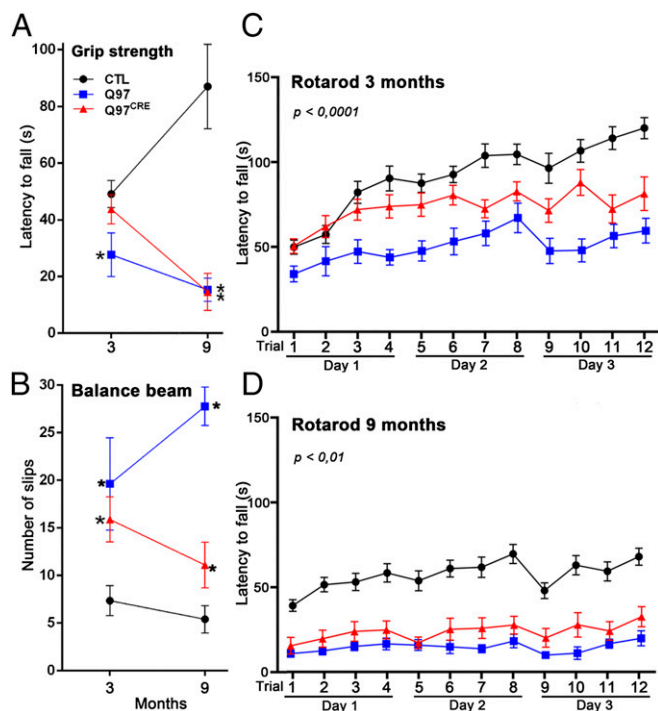 A
Grip strength
CTL
Q97
Q97CRE
Latency to fall (s)
100
80
60
40
20
0
*
*
*
3
9
B
Balance beam
Number of slips
30
25
20
15
10
5
0
*
*
*
*
3
9
Months
C
Rotarod 3 months
p < 0,0001
Latency to fall (s)
150
100
50
0
Trial 1 2 3 4 5 6 7 8 9 10 11 12
Day 1 Day 2 Day 3
D
Rotarod 9 months
p < 0,01
Latency to fall (s)
150
100
50
0
Trial 1 2 3 4 5 6 7 8 9 10 11 12
Day 1 Day 2 Day 3